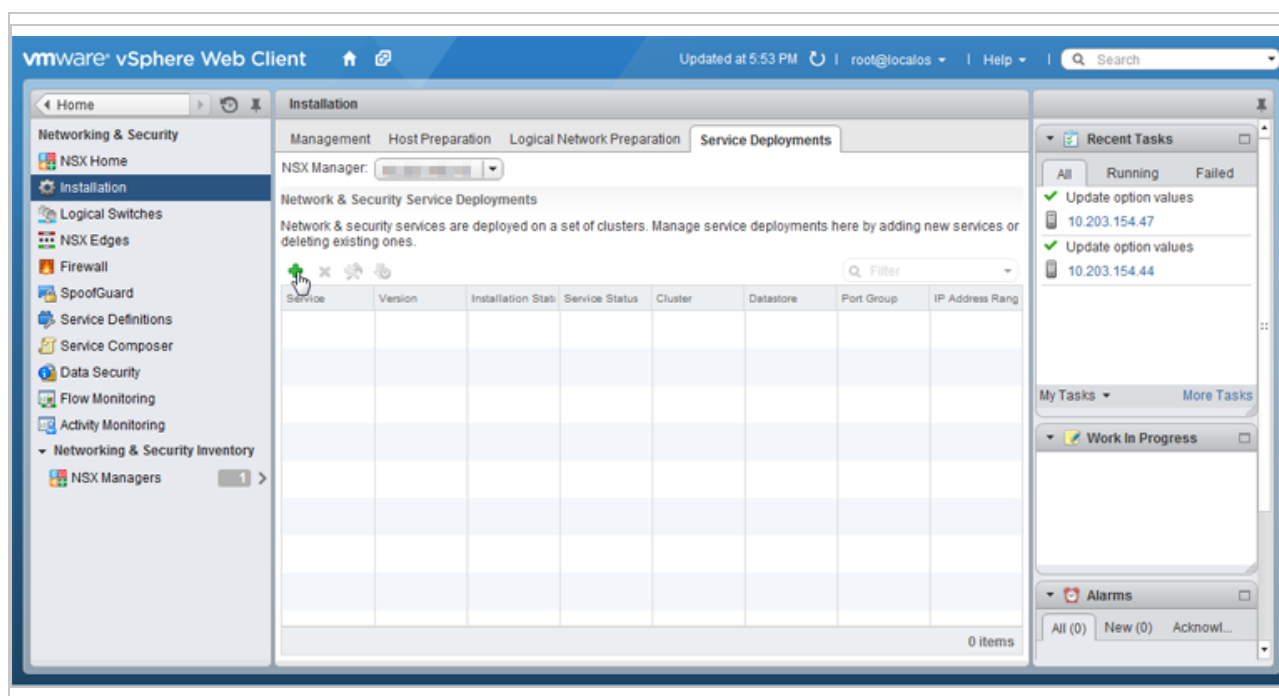 vmware® vSphere Web Client
Updated at 5:53 PM | root@localos | Help | Search
Home
Networking & Security
NSX Home
Installation
Logical Switches
NSX Edges
Firewall
SpoofGuard
Service Definitions
Service Composer
Data Security
Flow Monitoring
Activity Monitoring
Networking & Security Inventory
NSX Managers 1
Installation
Management Host Preparation Logical Network Preparation Service Deployments
NSX Manager:
Network & Security Service Deployments
Network & security services are deployed on a set of clusters. Manage service deployments here by adding new services or
deleting existing ones.
Filter
Service Version Installation Stat Service Status Cluster Datastore Port Group IP Address Rang
0 items
Recent Tasks
All Running Failed
Update option values
10.203.154.47
Update option values
10.203.154.44
My Tasks More Tasks
Work In Progress
Alarms
All (0) New (0) Acknowl...